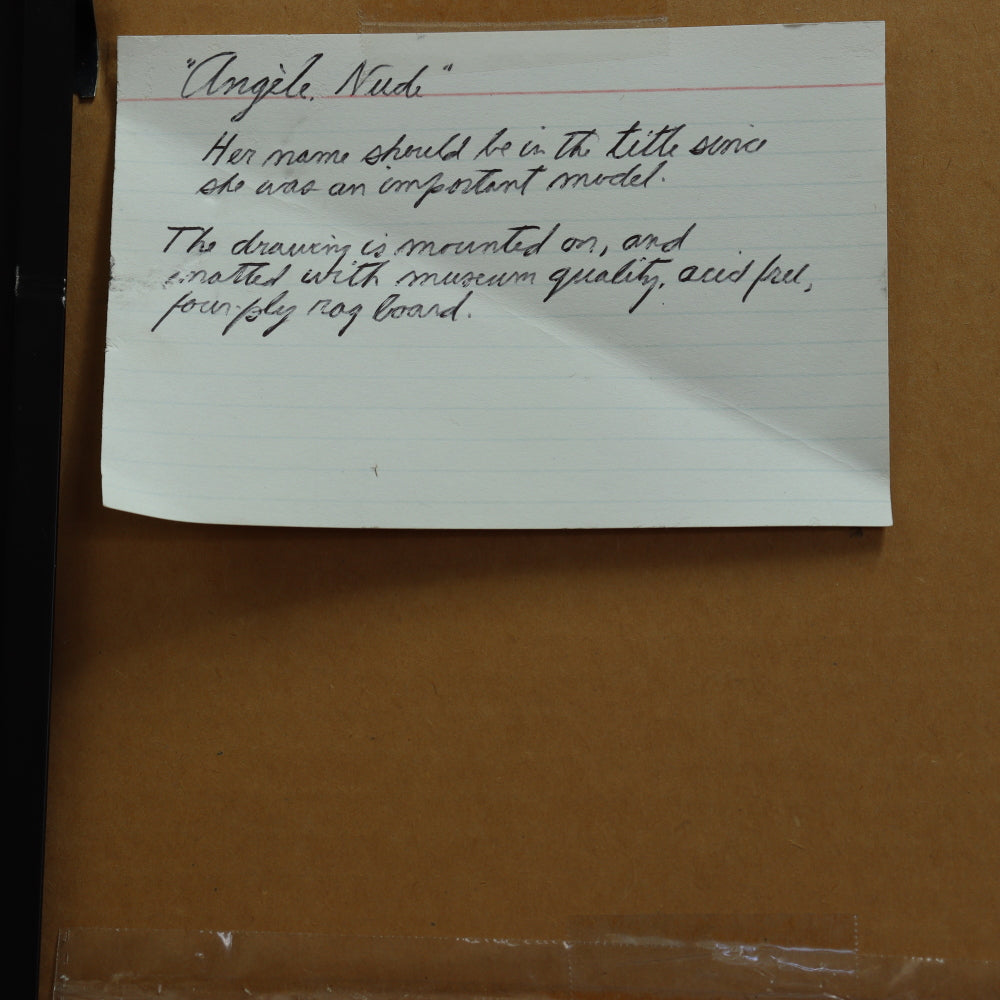 "Angèle, Nude"
Her name should be in the title since
she was an important model.
The drawing is mounted on, and
matted with museum quality, acid free,
four-ply rag board.